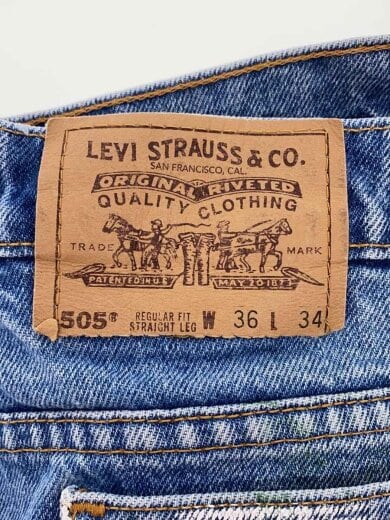 LEVI STRAUSS & CO.
SAN FRANCISCO, CAL.
ORIGINAL RIVETED
QUALITY CLOTHING
TRADE MARK
PATENTED IN U.S. MAY 20 1873
505® REGULAR FIT STRAIGHT LEG W 36 L 34